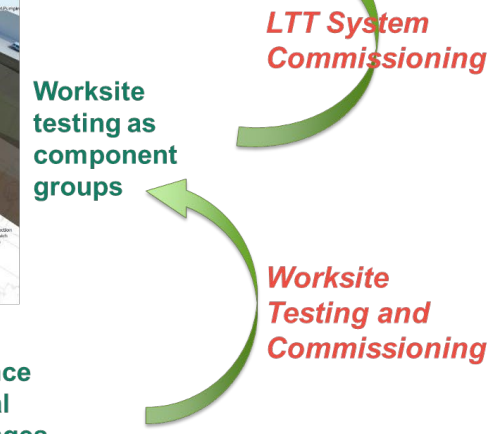 LTT System
Commissioning
Worksite
testing as
component
groups
Worksite
Testing and
Commissioning